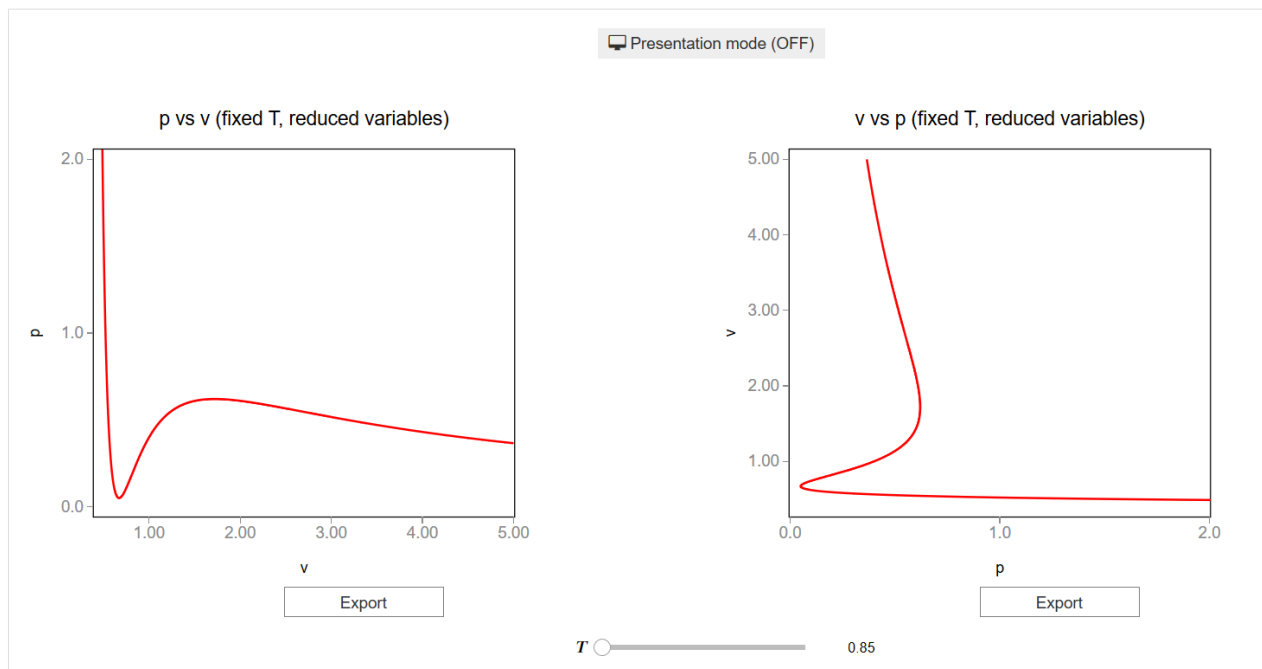 Presentation mode (OFF)
p vs v (fixed T, reduced variables)
2.0
1.0
0.0
p
1.00 2.00 3.00 4.00 5.00
v
Export
v vs p (fixed T, reduced variables)
5.00
4.00
3.00
2.00
1.00
v
0.0 1.0 2.0
p
Export
T 0.85